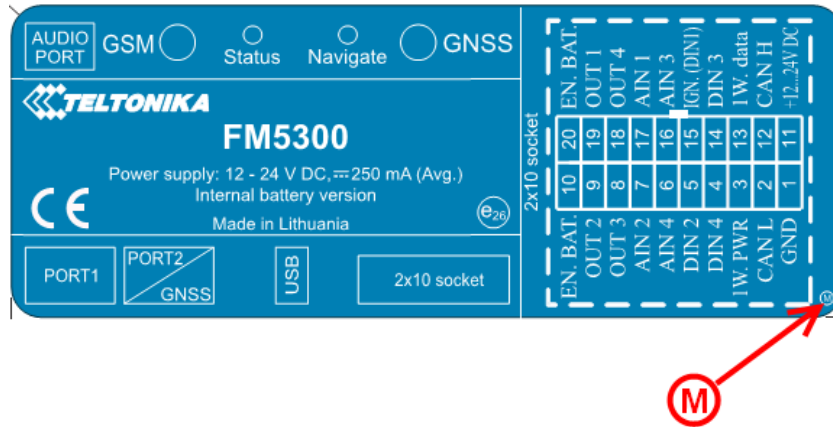 AUDIO
PORT
GSM
Status
Navigate
GNSS
TELTONIKA
FM5300
Power supply: 12 - 24 V DC,⎓250 mA (Avg.)
Internal battery version
Made in Lithuania
CE
e26
PORT1
PORT2
GNSS
USB
2x10 socket
2x10 socket
EN. BAT.
OUT 1
OUT 4
AIN 1
AIN 3
IGN. (DIN1)
DIN 3
1W. data
CAN H
+12...24V DC
20 19 18 17 16 15 14 13 12 11
10 9 8 7 6 5 4 3 2 1
EN. BAT.
OUT 2
OUT 3
AIN 2
AIN 4
DIN 2
DIN 4
1W. PWR
CAN L
GND
M
M